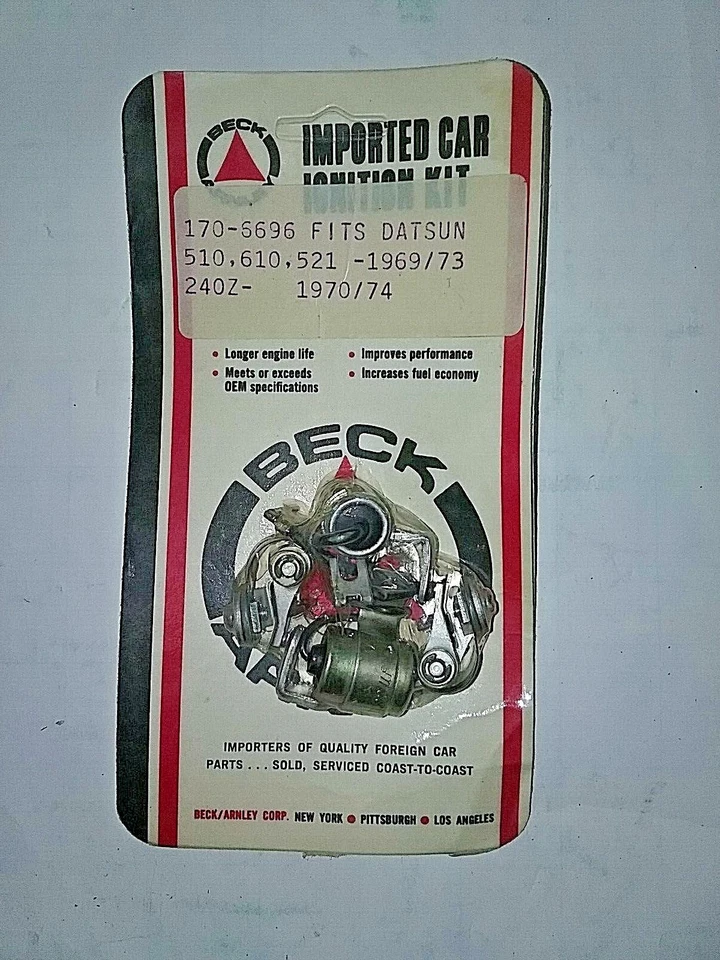 BECK
IMPORTED CAR
IGNITION KIT
170-6696 FITS DATSUN
510,610,521 -1969/73
240Z- 1970/74
• Longer engine life
• Meets or exceeds
OEM specifications
• Improves performance
• Increases fuel economy
BECK
IMPORTERS OF QUALITY FOREIGN CAR
PARTS . . . SOLD, SERVICED COAST-TO-COAST
BECK/ARNLEY CORP. NEW YORK • PITTSBURGH • LOS ANGELES